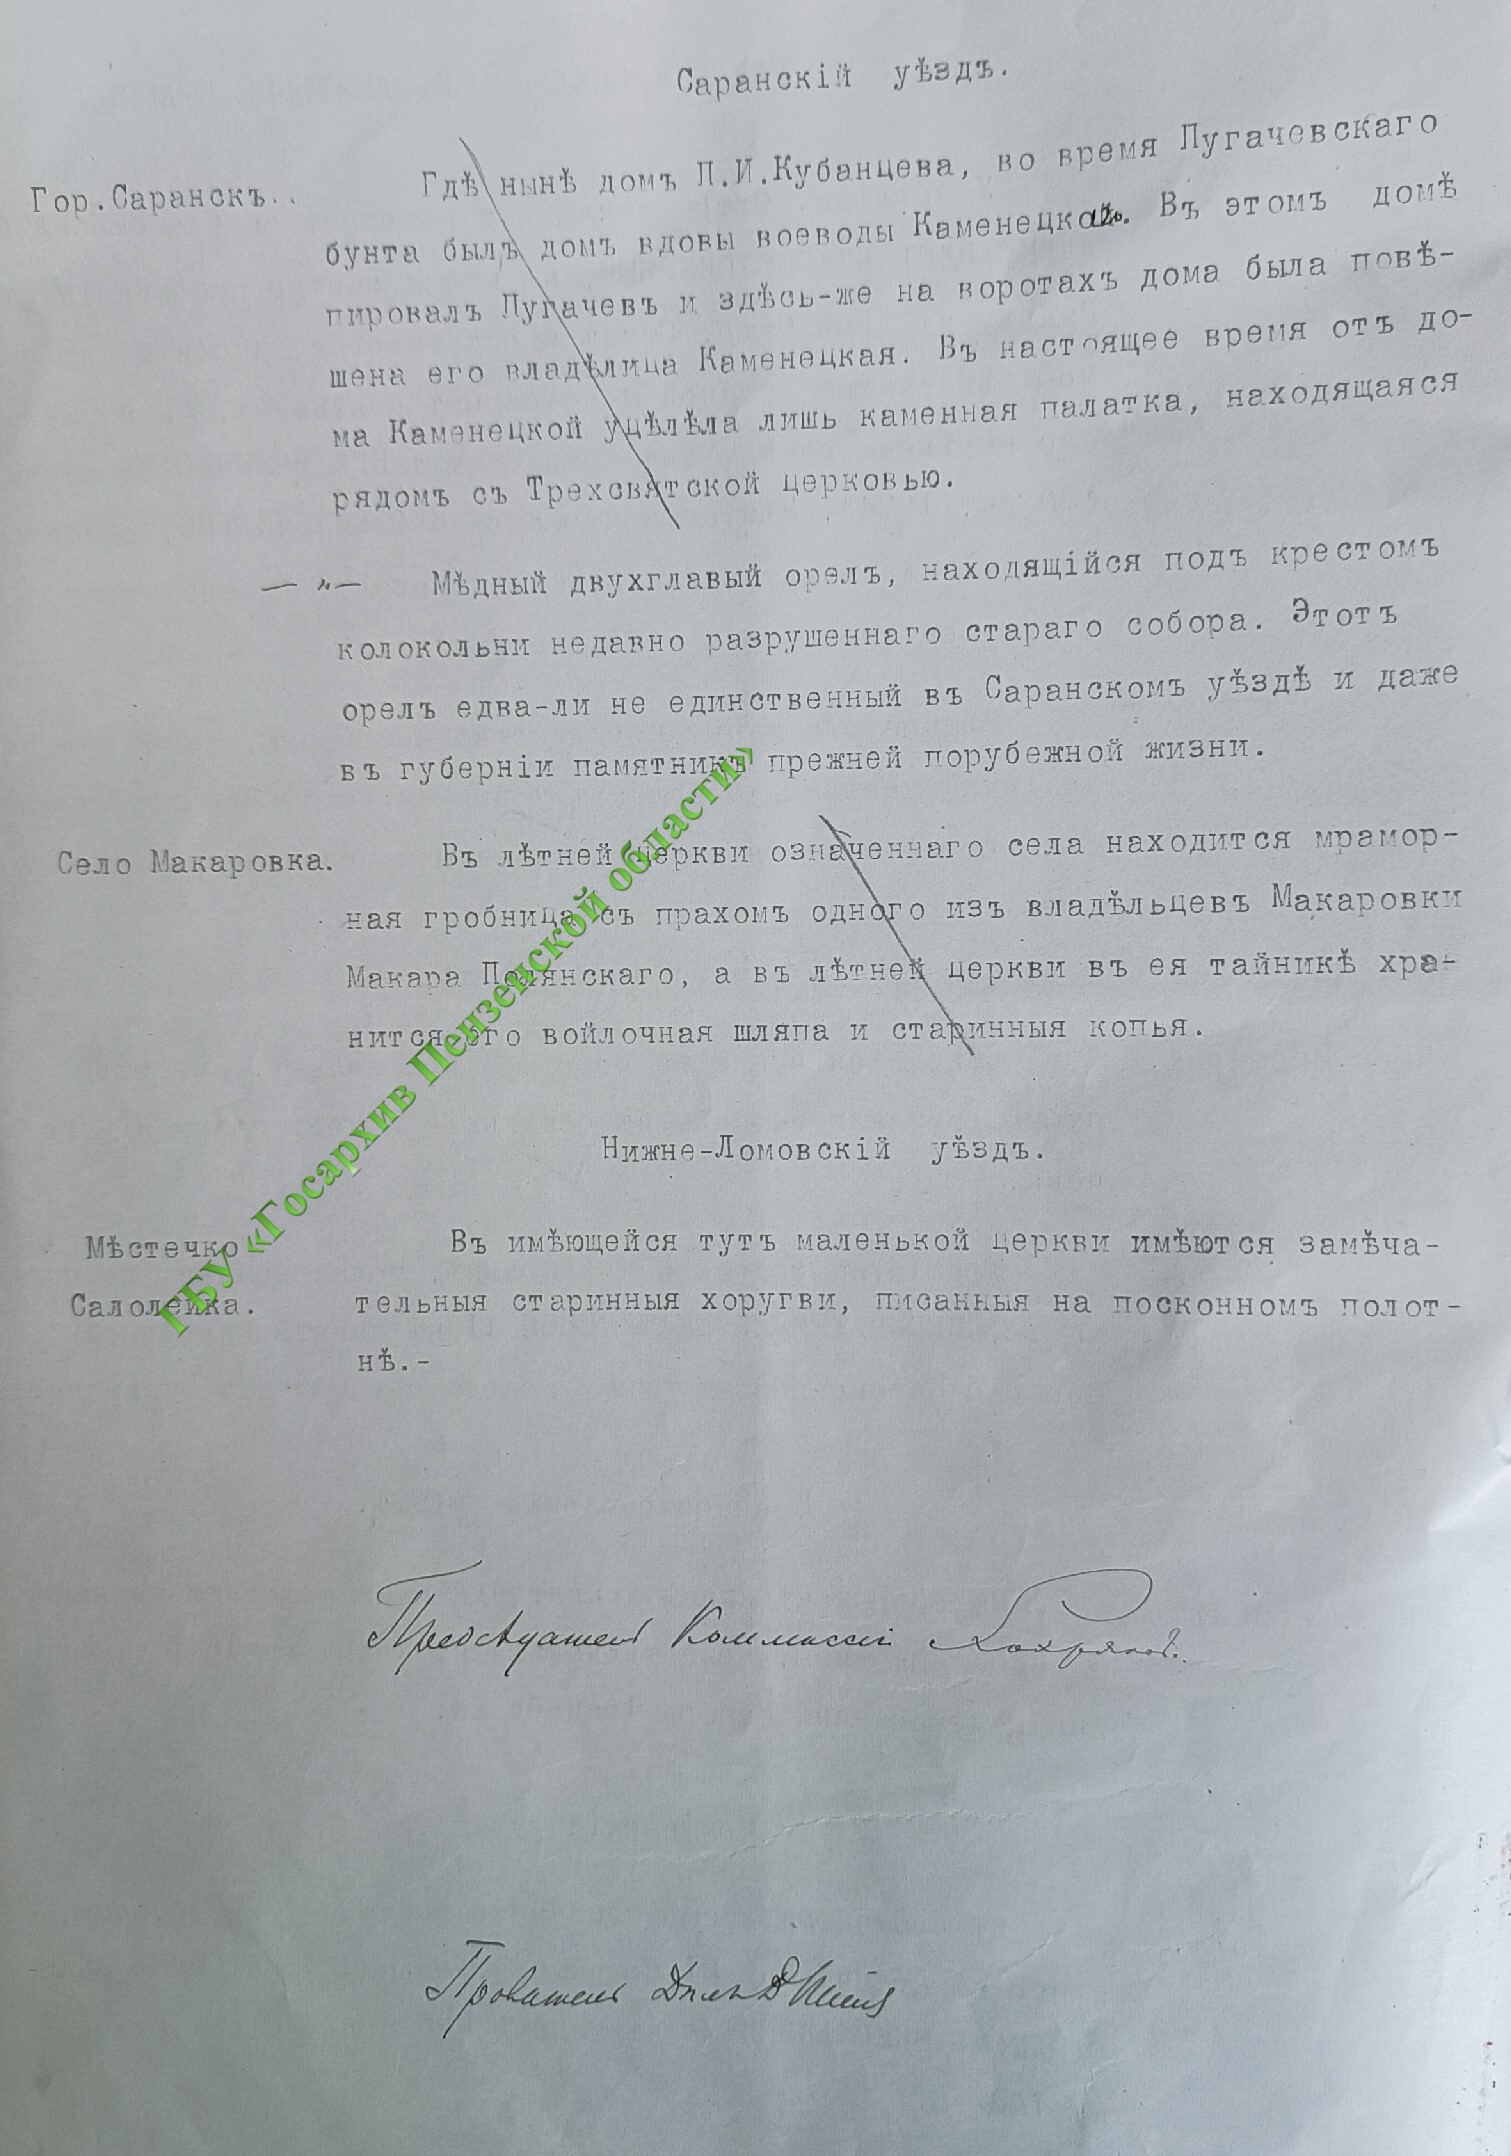 Саранскій уѣздъ.
Гор.Саранскъ..
Гдѣ нынѣ домъ П.И.Кубанцева, во время Пугачевскаго
бунта былъ домъ вдовы воеводы Каменецкаго. Въ этомъ домѣ
пировалъ Пугачевъ и здѣсь-же на воротахъ дома была повѣ-
шена его владѣлица Каменецкая. Въ настоящее время отъ до-
ма Каменецкой уцѣлѣла лишь каменная палатка, находящаяся
рядомъ съ Трехсвятской церковью.
— „ — Мѣдный двухглавый орелъ, находящійся подъ крестомъ
колокольни недавно разрушеннаго стараго собора. Этотъ
орелъ едва-ли не единственный въ Саранскомъ уѣздѣ и даже
въ губерніи памятникъ прежней порубежной жизни.
Село Макаровка.
Въ лѣтней церкви означеннаго села находится мрамор-
ная гробница съ прахомъ одного изъ владѣльцевъ Макаровки
Макара Полянскаго, а въ лѣтней церкви въ ея тайникѣ хра-
нится его войлочная шляпа и старинныя копья.
Нижне-Ломовскій уѣздъ.
Мѣстечко
Салолейка.
Въ имѣющейся тутъ маленькой церкви имѣются замѣча-
тельныя старинныя хоругви, писанныя на посконномъ полот-
нѣ.-
Предсѣдатель Коммиссіи Хохряковъ.
Правитель Дѣлъ
ГБУ «Госархив Пензенской области»